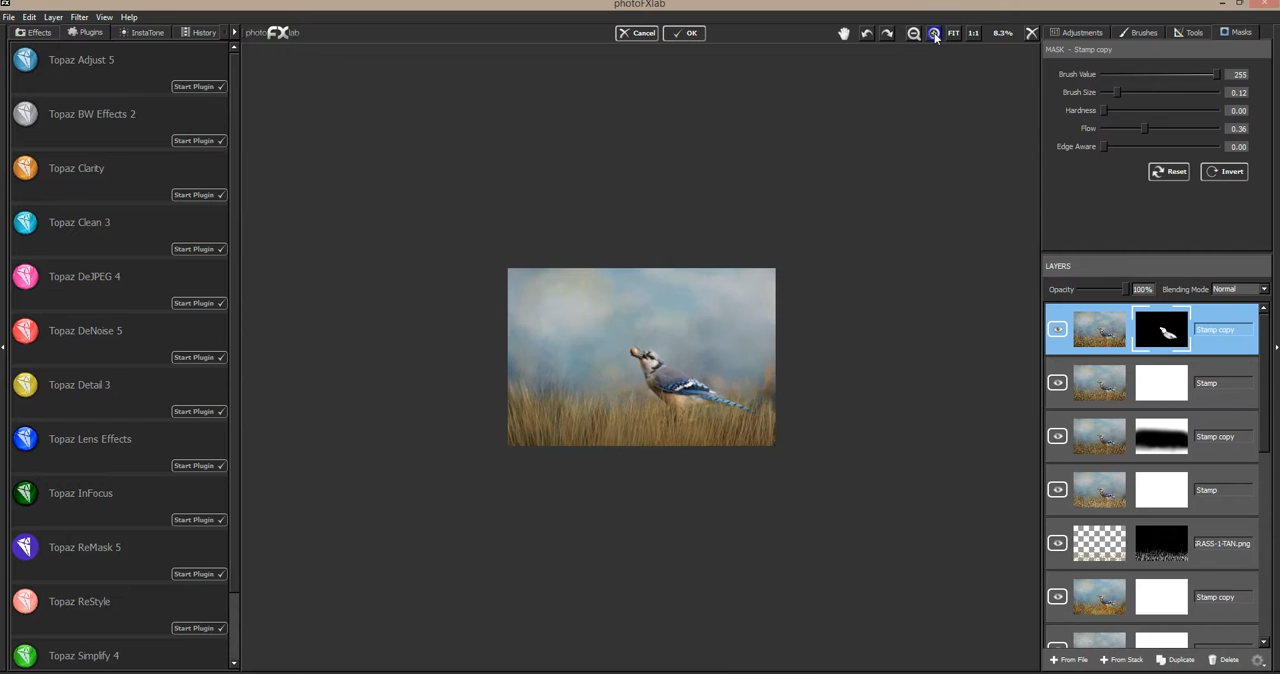 photoFXlab
File Edit Layer Filter View Help
Effects Plugins InstaTone History
photoFXlab
Cancel OK
FIT 1:1 8.3%
Adjustments Brushes Tools Masks
MASK - Stamp copy
Brush Value 255
Brush Size 0.12
Hardness 0.00
Flow 0.36
Edge Aware 0.00
Reset Invert
Topaz Adjust 5
Start Plugin
Topaz BW Effects 2
Start Plugin
Topaz Clarity
Start Plugin
Topaz Clean 3
Start Plugin
Topaz DeJPEG 4
Start Plugin
Topaz DeNoise 5
Start Plugin
Topaz Detail 3
Start Plugin
Topaz Lens Effects
Start Plugin
Topaz InFocus
Start Plugin
Topaz ReMask 5
Start Plugin
Topaz ReStyle
Start Plugin
Topaz Simplify 4
LAYERS
Opacity 100% Blending Mode Normal
Stamp copy
Stamp
Stamp copy
Stamp
RASS-1-TAN.png
Stamp copy
From File From Stack Duplicate Delete